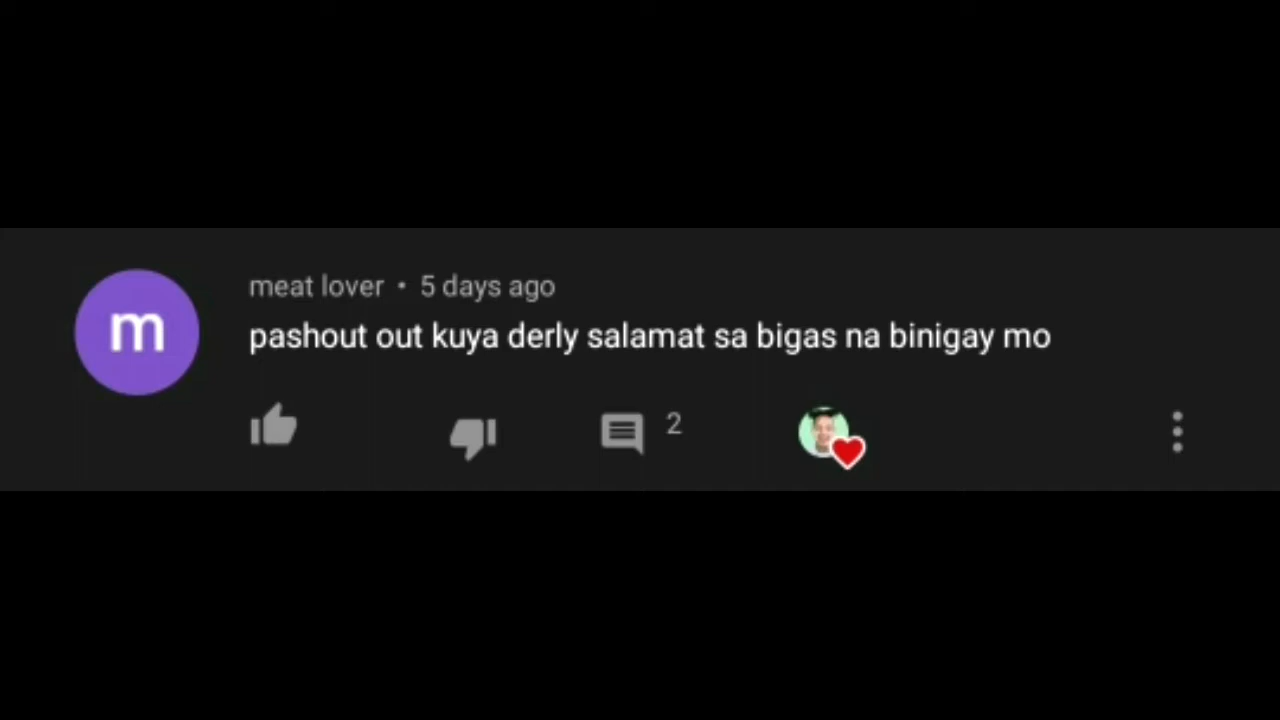 m
meat lover • 5 days ago
pashout out kuya derly salamat sa bigas na binigay mo
2